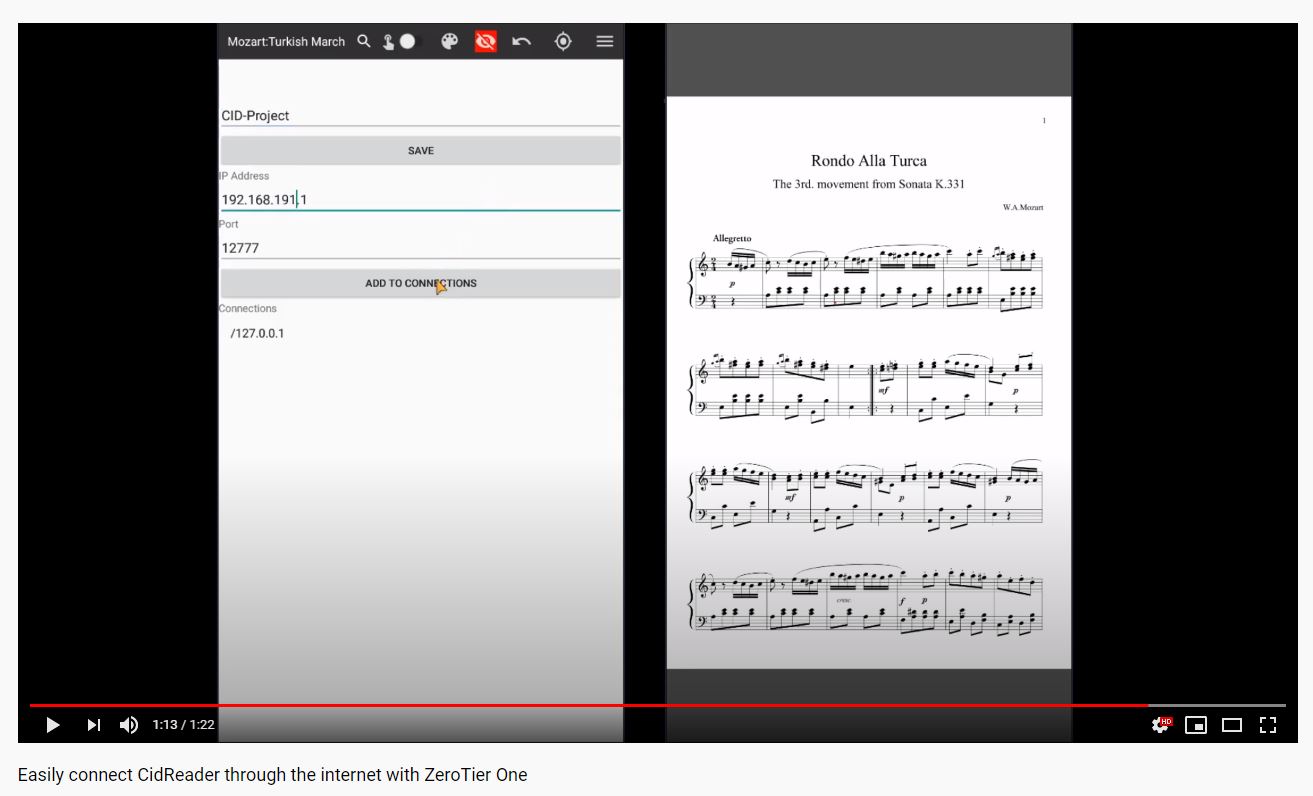 Mozart:Turkish March
CID-Project
SAVE
IP Address
192.168.191.1
Port
12777
ADD TO CONNECTIONS
Connections
/127.0.0.1
1
Rondo Alla Turca
The 3rd. movement from Sonata K.331
W.A.Mozart
Allegretto
p
mf
p
mf
p
p
cresc.
f
p
1:13 / 1:22
HD
Easily connect CidReader through the internet with ZeroTier One